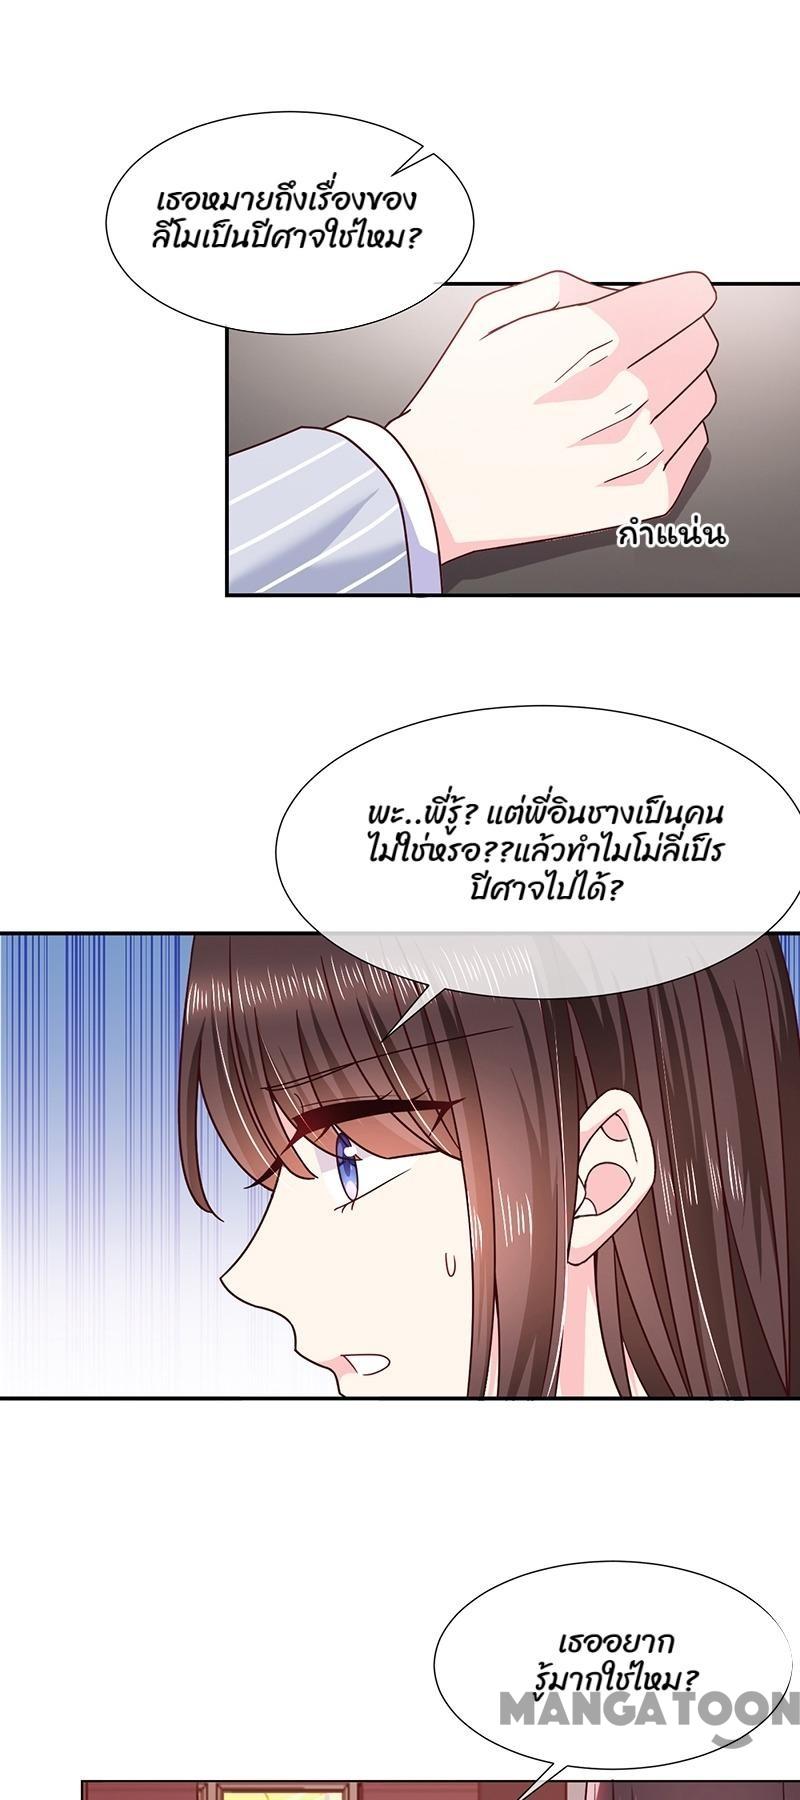 เธอหมายถึงเรื่องของ
ลีโมเป็นปีศาจใช่ไหม?
กำแน่น
พะ..พี่รู้? แต่พี่อินชางเป็นคน
ไม่ใช่หรอ??แล้วทำไมโม่ลี่เป็ร
ปีศาจไปได้?
เธออยาก
รู้มากใช่ไหม?
MANGATOON